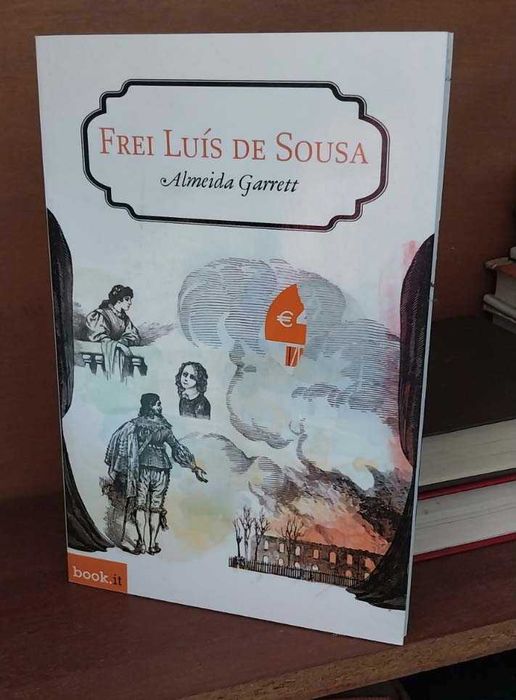 FREI LUÍS DE SOUSA
Almeida Garrett
€
book.it